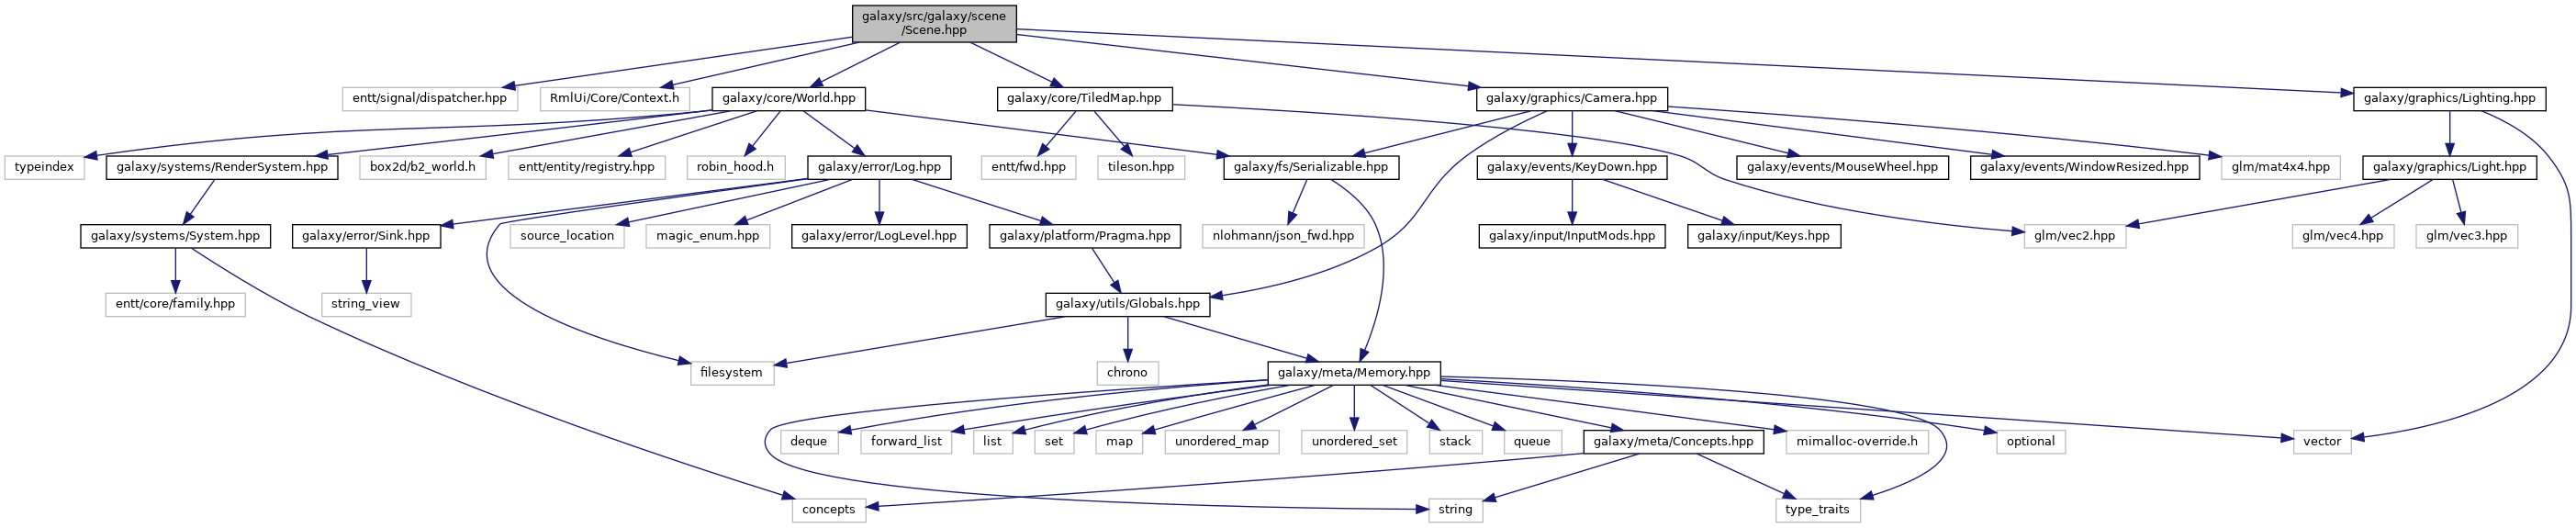 galaxy/src/galaxy/scene
/Scene.hpp
entt/signal/dispatcher.hpp
RmlUi/Core/Context.h
galaxy/core/World.hpp
galaxy/core/TiledMap.hpp
galaxy/graphics/Camera.hpp
galaxy/graphics/Lighting.hpp
typeindex
galaxy/systems/RenderSystem.hpp
box2d/b2_world.h
entt/entity/registry.hpp
robin_hood.h
galaxy/error/Log.hpp
entt/fwd.hpp
tileson.hpp
galaxy/fs/Serializable.hpp
galaxy/events/KeyDown.hpp
galaxy/events/MouseWheel.hpp
galaxy/events/WindowResized.hpp
glm/mat4x4.hpp
galaxy/graphics/Light.hpp
galaxy/systems/System.hpp
galaxy/error/Sink.hpp
source_location
magic_enum.hpp
galaxy/error/LogLevel.hpp
galaxy/platform/Pragma.hpp
nlohmann/json_fwd.hpp
galaxy/input/InputMods.hpp
galaxy/input/Keys.hpp
glm/vec2.hpp
glm/vec4.hpp
glm/vec3.hpp
entt/core/family.hpp
string_view
galaxy/utils/Globals.hpp
filesystem
chrono
galaxy/meta/Memory.hpp
deque
forward_list
list
set
map
unordered_map
unordered_set
stack
queue
galaxy/meta/Concepts.hpp
mimalloc-override.h
optional
vector
concepts
string
type_traits